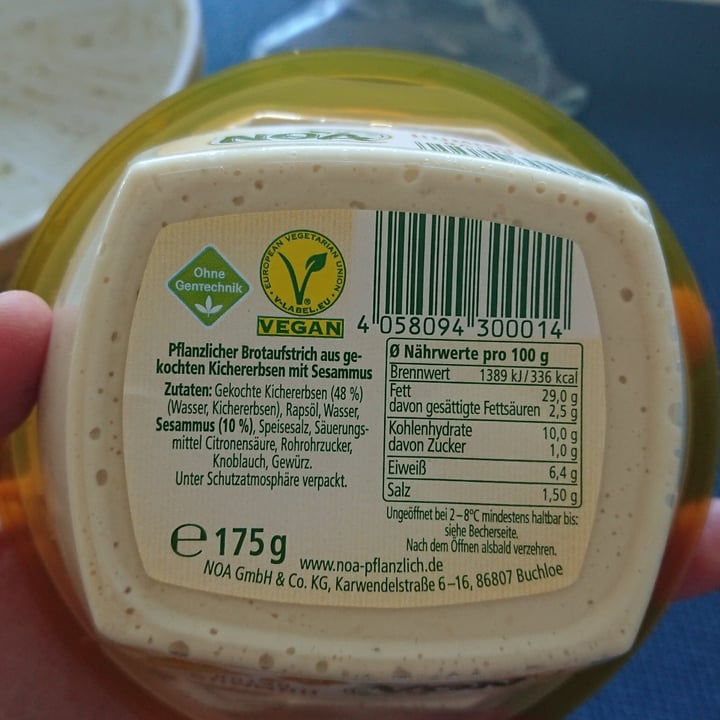 NOA
Ohne
Gentechnik
EUROPEAN VEGETARIAN UNION
V-LABEL.EU
VEGAN
4 058094 300014
Pflanzlicher Brotaufstrich aus ge-
kochten Kichererbsen mit Sesammus
Zutaten: Gekochte Kichererbsen (48 %)
(Wasser, Kichererbsen), Rapsöl, Wasser,
Sesammus (10 %), Speisesalz, Säuerungs-
mittel Citronensäure, Rohrohrzucker,
Knoblauch, Gewürz.
Unter Schutzatmosphäre verpackt.
Ø Nährwerte pro 100 g
Brennwert 1389 kJ/336 kcal
Fett 29,0 g
davon gesättigte Fettsäuren 2,5 g
Kohlenhydrate 10,0 g
davon Zucker 1,0 g
Eiweiß 6,4 g
Salz 1,50 g
Ungeöffnet bei 2–8°C mindestens haltbar bis:
siehe Becherseite.
Nach dem Öffnen alsbald verzehren.
e 175 g
www.noa-pflanzlich.de
NOA GmbH & Co. KG, Karwendelstraße 6–16, 86807 Buchloe